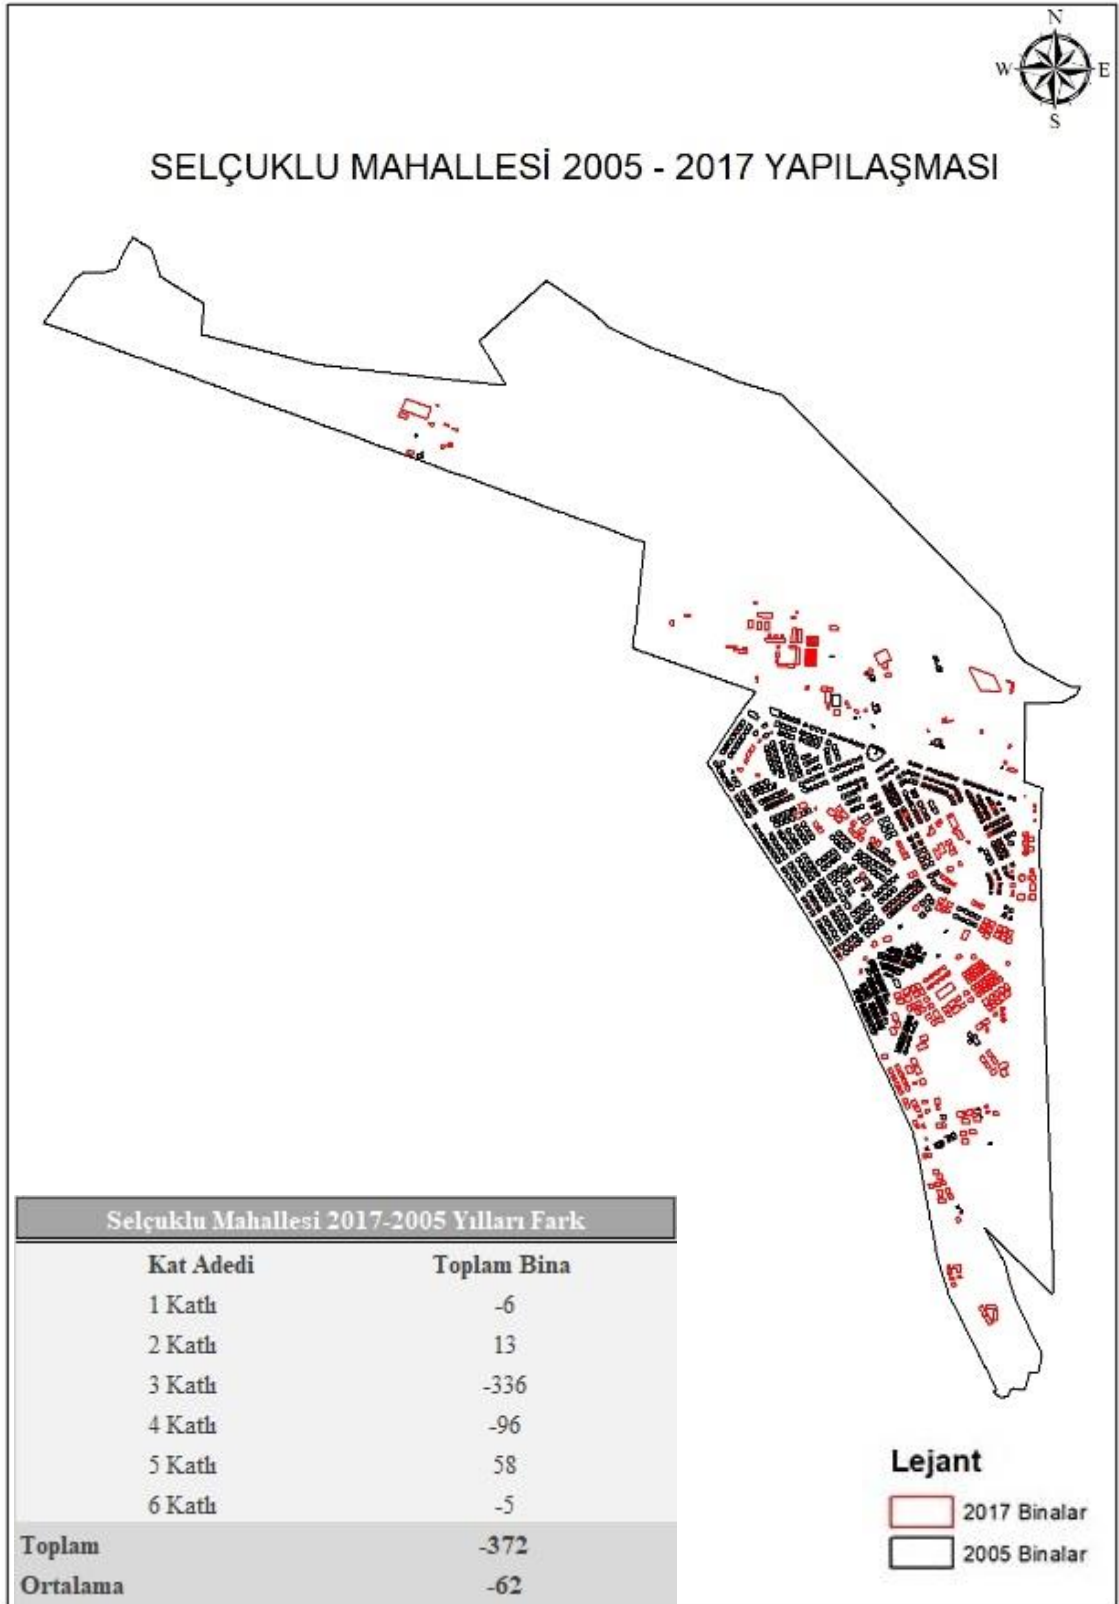 N
W E
S
SELÇUKLU MAHALLESİ 2005 - 2017 YAPILAŞMASI
Selçuklu Mahallesi 2017-2005 Yılları Fark
Kat Adedi Toplam Bina
1 Katlı -6
2 Katlı 13
3 Katlı -336
4 Katlı -96
5 Katlı 58
6 Katlı -5
Toplam -372
Ortalama -62
Lejant
2017 Binalar
2005 Binalar